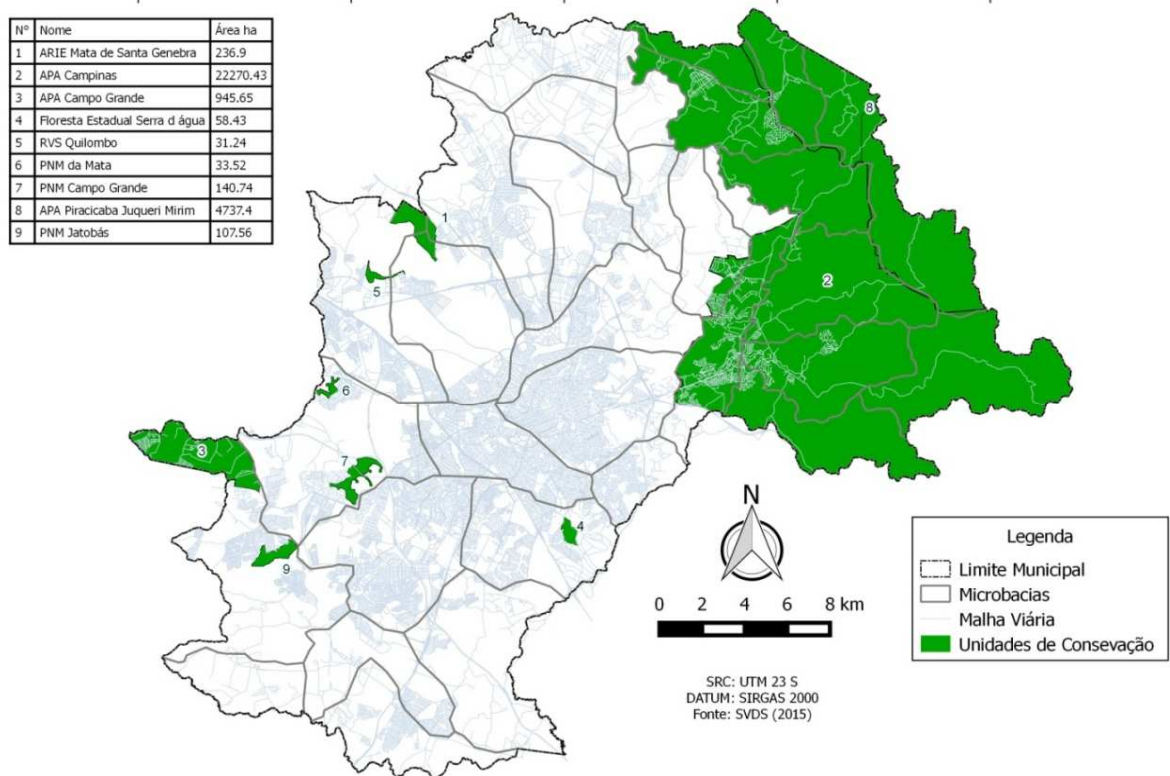 Nº Nome Área ha
1 ARIE Mata de Santa Genebra 236.9
2 APA Campinas 22270.43
3 APA Campo Grande 945.65
4 Floresta Estadual Serra d água 58.43
5 RVS Quilombo 31.24
6 PNM da Mata 33.52
7 PNM Campo Grande 140.74
8 APA Piracicaba Juqueri Mirim 4737.4
9 PNM Jatobás 107.56
8
1
2
5
6
3
7
4
9
N
0 2 4 6 8 km
SRC: UTM 23 S
DATUM: SIRGAS 2000
Fonte: SVDS (2015)
Legenda
Limite Municipal
Microbacias
Malha Viária
Unidades de Consevação